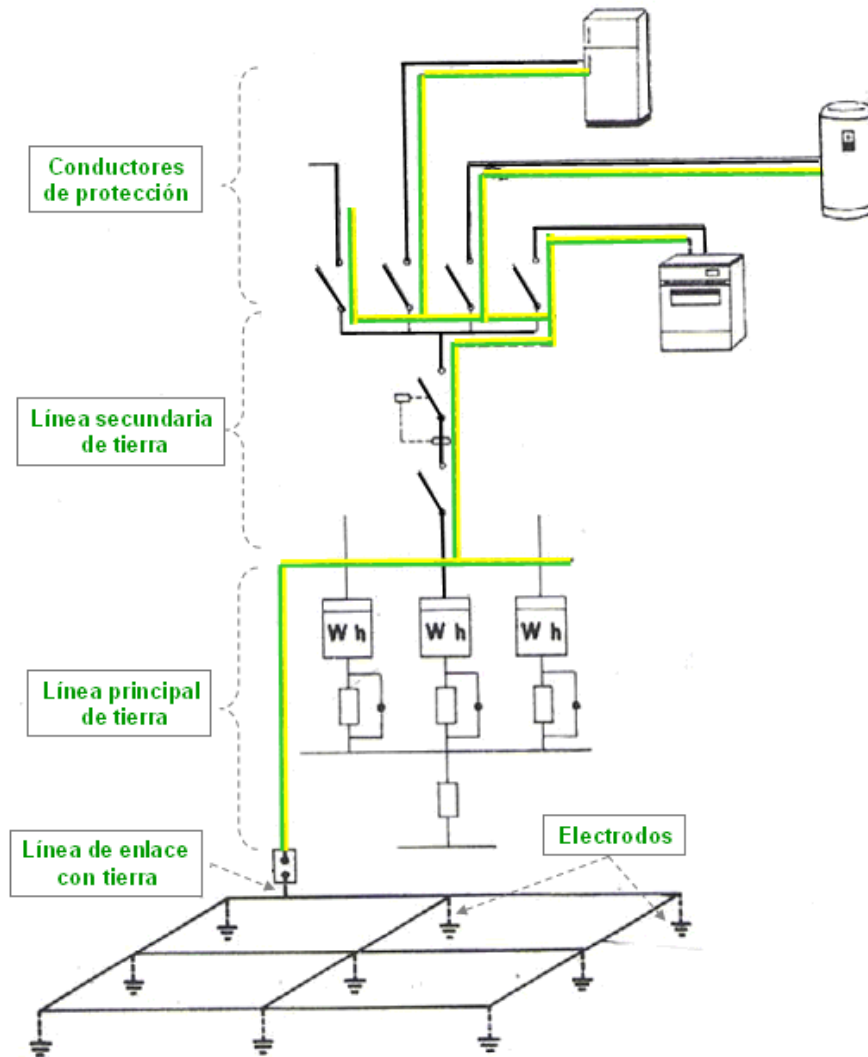 Conductores
de protección
Línea secundaria
de tierra
W h
W h
W h
Línea principal
de tierra
Línea de enlace
con tierra
Electrodos